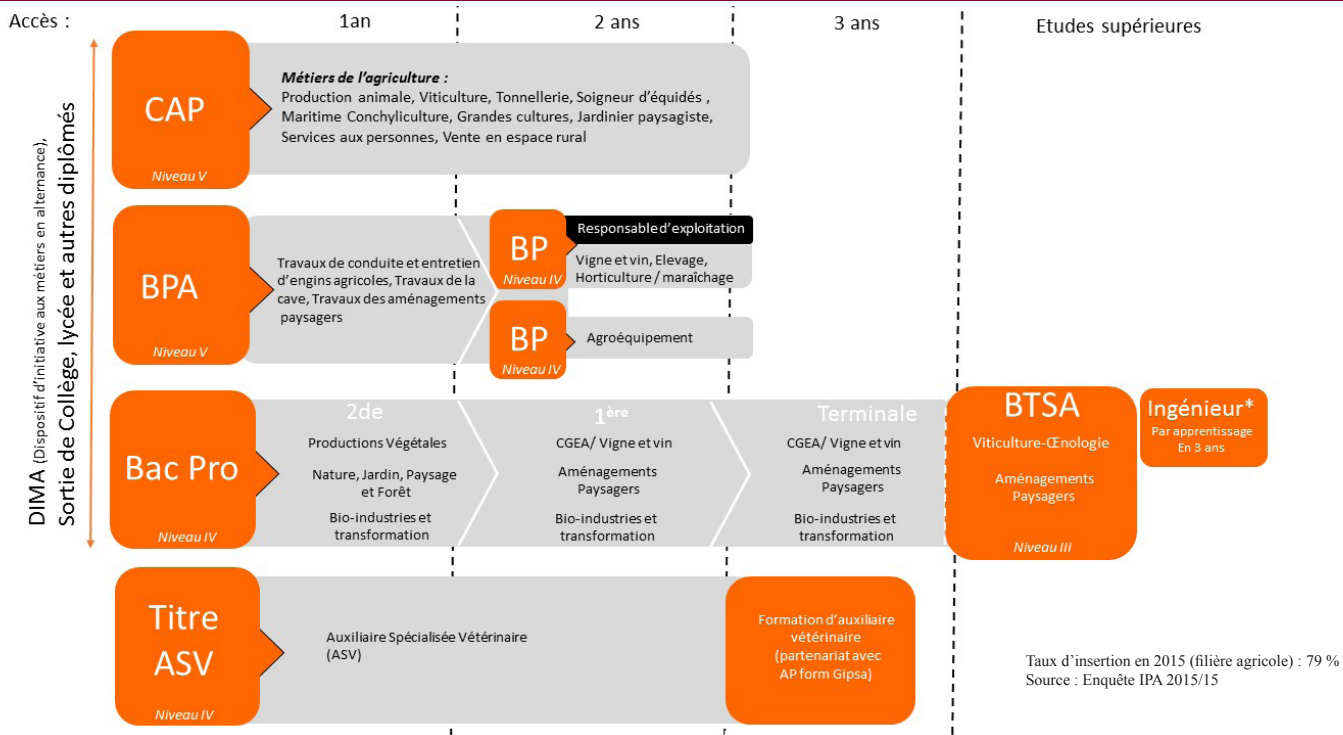 Accès :
1an
2 ans
3 ans
Etudes supérieures
DIMA (Dispositif d'initiative aux métiers en alternance),
Sortie de Collège, lycée et autres diplômés
CAP
Niveau V
Métiers de l'agriculture :
Production animale, Viticulture, Tonnellerie, Soigneur d'équidés ,
Maritime Conchyliculture, Grandes cultures, Jardinier paysagiste,
Services aux personnes, Vente en espace rural
BPA
Niveau V
Travaux de conduite et entretien
d'engins agricoles, Travaux de la
cave, Travaux des aménagements
paysagers
BP
Niveau IV
Responsable d'exploitation
Vigne et vin, Elevage,
Horticulture / maraîchage
BP
Niveau IV
Agroéquipement
Bac Pro
Niveau IV
2de
Productions Végétales
Nature, Jardin, Paysage
et Forêt
Bio-industries et
transformation
1ère
CGEA/ Vigne et vin
Aménagements
Paysagers
Bio-industries et
transformation
Terminale
CGEA/ Vigne et vin
Aménagements
Paysagers
Bio-industries et
transformation
BTSA
Viticulture-Œnologie
Aménagements
Paysagers
Niveau III
Ingénieur*
Par apprentissage
En 3 ans
Titre
ASV
Niveau IV
Auxiliaire Spécialisée Vétérinaire
(ASV)
Formation d'auxiliaire
vétérinaire
(partenariat avec
AP form Gipsa)
Taux d'insertion en 2015 (filière agricole) : 79 %
Source : Enquête IPA 2015/15